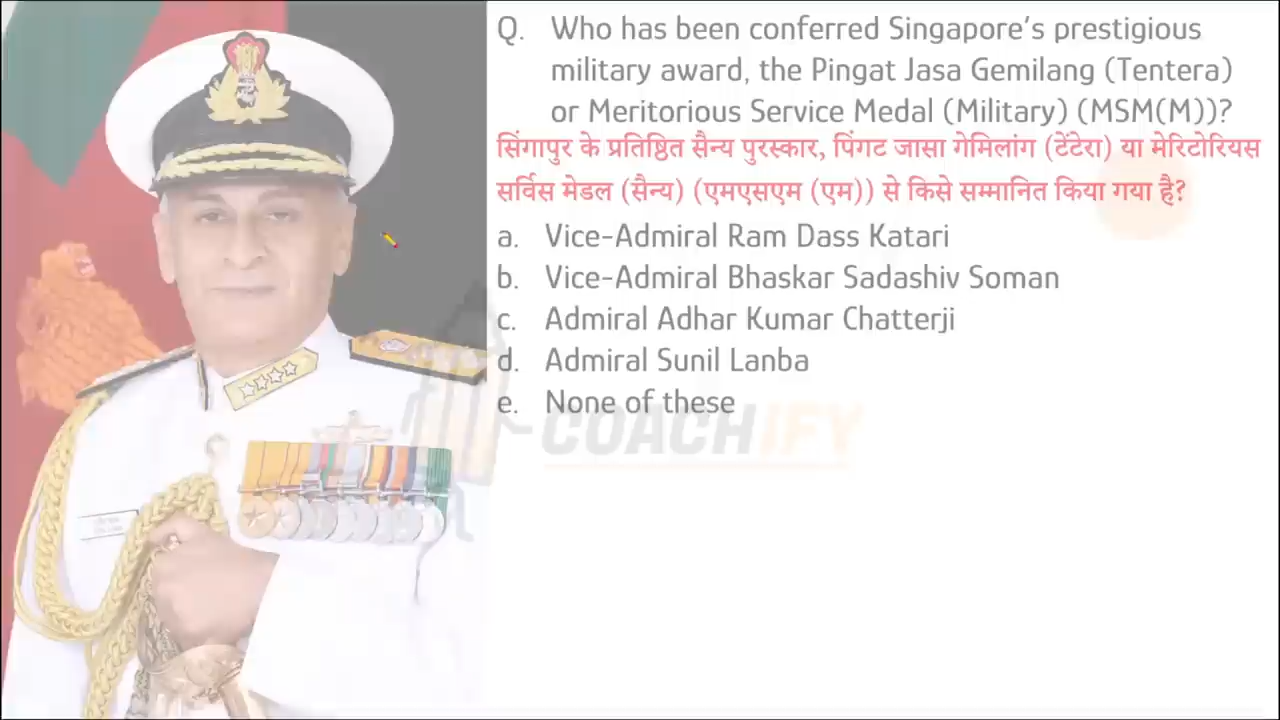 Q. Who has been conferred Singapore's prestigious
military award, the Pingat Jasa Gemilang (Tentera)
or Meritorious Service Medal (Military) (MSM(M))?
सिंगापुर के प्रतिष्ठित सैन्य पुरस्कार, पिंगट जासा गेमिलांग (टेंटेरा) या मेरिटोरियस
सर्विस मेडल (सैन्य) (एमएसएम (एम)) से किसे सम्मानित किया गया है?
a. Vice-Admiral Ram Dass Katari
b. Vice-Admiral Bhaskar Sadashiv Soman
c. Admiral Adhar Kumar Chatterji
d. Admiral Sunil Lanba
e. None of these
COACHIFY